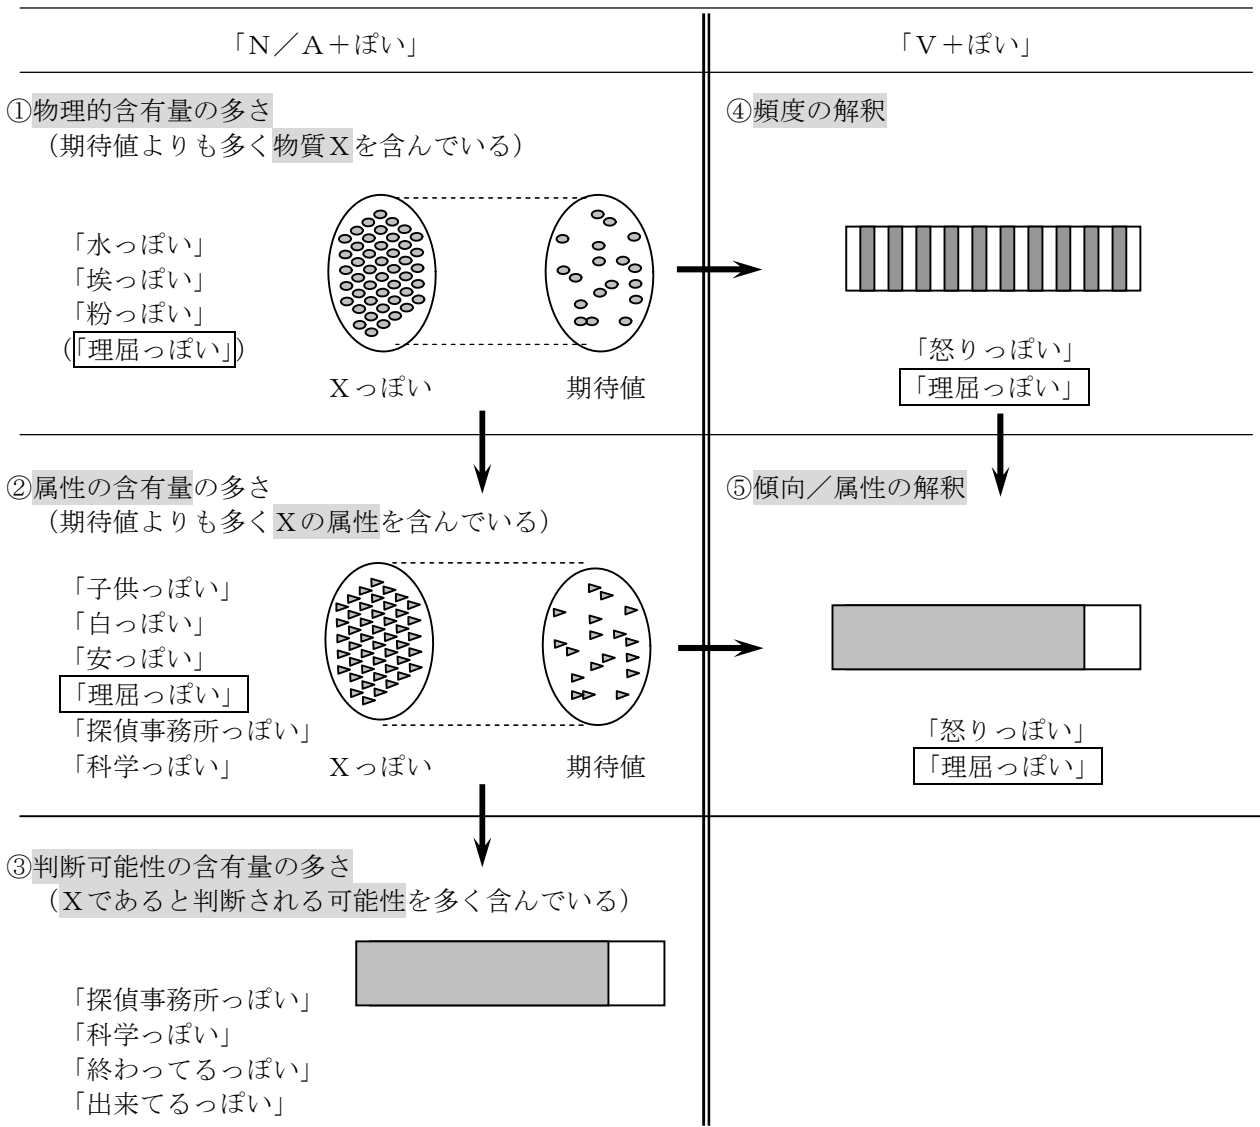 「N／A＋ぽい」
「V＋ぽい」
①物理的含有量の多さ
（期待値よりも多く物質Xを含んでいる）
「水っぽい」
「埃っぽい」
「粉っぽい」
（「理屈っぽい」）
Xっぽい
期待値
④頻度の解釈
「怒りっぽい」
「理屈っぽい」
②属性の含有量の多さ
（期待値よりも多くXの属性を含んでいる）
「子供っぽい」
「白っぽい」
「安っぽい」
「理屈っぽい」
「探偵事務所っぽい」
「科学っぽい」
Xっぽい
期待値
⑤傾向／属性の解釈
「怒りっぽい」
「理屈っぽい」
③判断可能性の含有量の多さ
（Xであると判断される可能性を多く含んでいる）
「探偵事務所っぽい」
「科学っぽい」
「終わってるっぽい」
「出来てるっぽい」